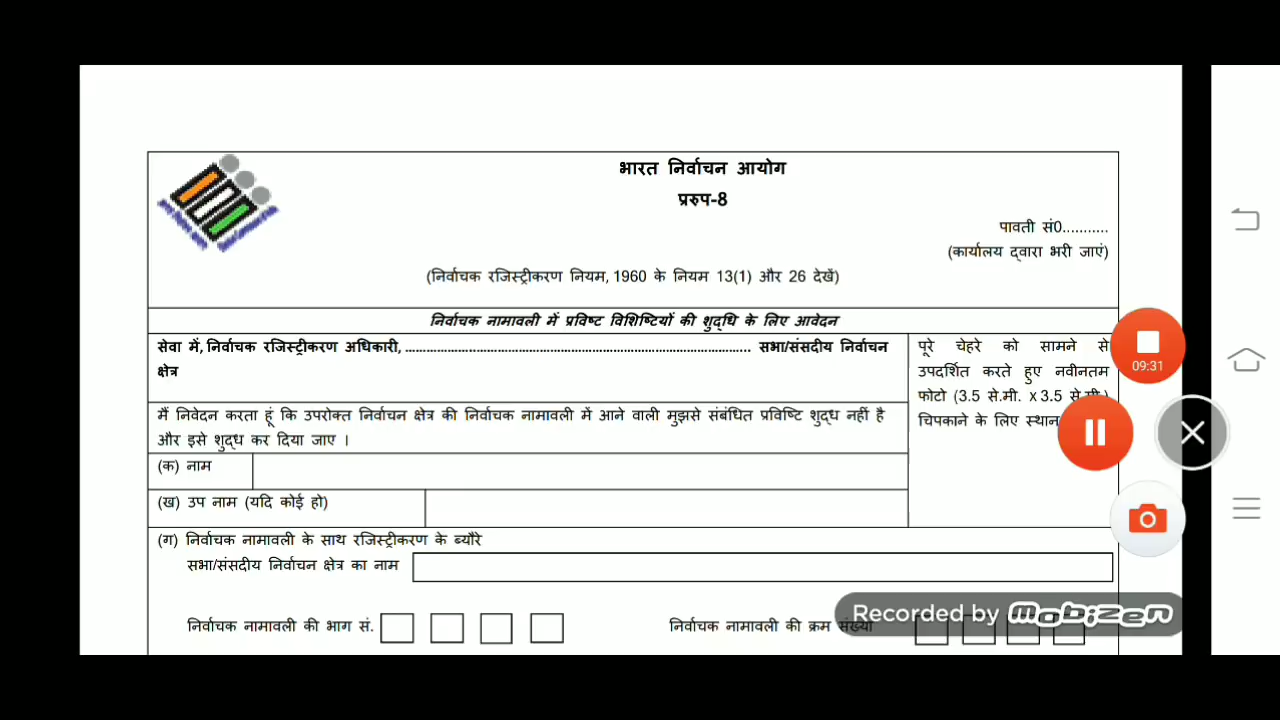 भारत निर्वाचन आयोग
प्ररुप-8
पावती सं0...........
(कार्यालय द्वारा भरी जाएं)
(निर्वाचक रजिस्ट्रीकरण नियम, 1960 के नियम 13(1) और 26 देखें)
निर्वाचक नामावली में प्रविष्ट विशिष्टियों की शुद्धि के लिए आवेदन
सेवा में, निर्वाचक रजिस्ट्रीकरण अधिकारी, ................................................................................................. सभा/संसदीय निर्वाचन
क्षेत्र
पूरे चेहरे को सामने से
उपदर्शित करते हुए नवीनतम
फोटो (3.5 से.मी. x 3.5 से.मी.)
चिपकाने के लिए स्थान
मैं निवेदन करता हूं कि उपरोक्त निर्वाचन क्षेत्र की निर्वाचक नामावली में आने वाली मुझसे संबंधित प्रविष्टि शुद्ध नहीं है
और इसे शुद्ध कर दिया जाए ।
(क) नाम
(ख) उप नाम (यदि कोई हो)
(ग) निर्वाचक नामावली के साथ रजिस्ट्रीकरण के ब्यौरे
सभा/संसदीय निर्वाचन क्षेत्र का नाम
निर्वाचक नामावली की भाग सं.
निर्वाचक नामावली की क्रम संख्या
09:31
Recorded by Mobizen